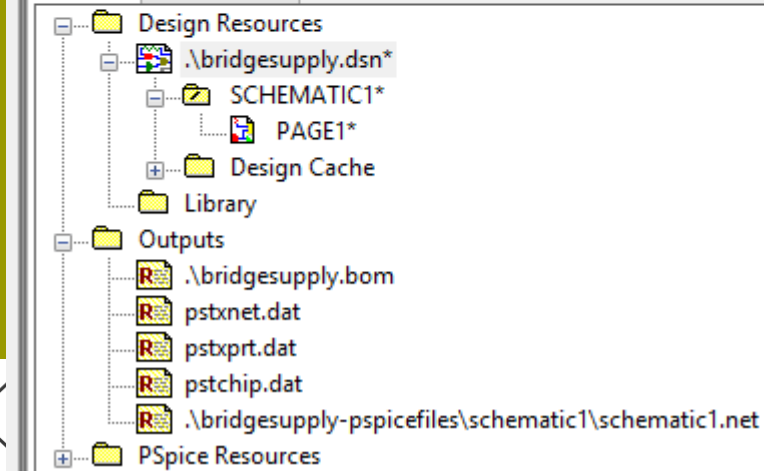 Design Resources
.\bridgesupply.dsn*
SCHEMATIC1*
PAGE1*
Design Cache
Library
Outputs
.\bridgesupply.bom
pstxnet.dat
pstxprt.dat
pstchip.dat
.\bridgesupply-pspicefiles\schematic1\schematic1.net
PSpice Resources